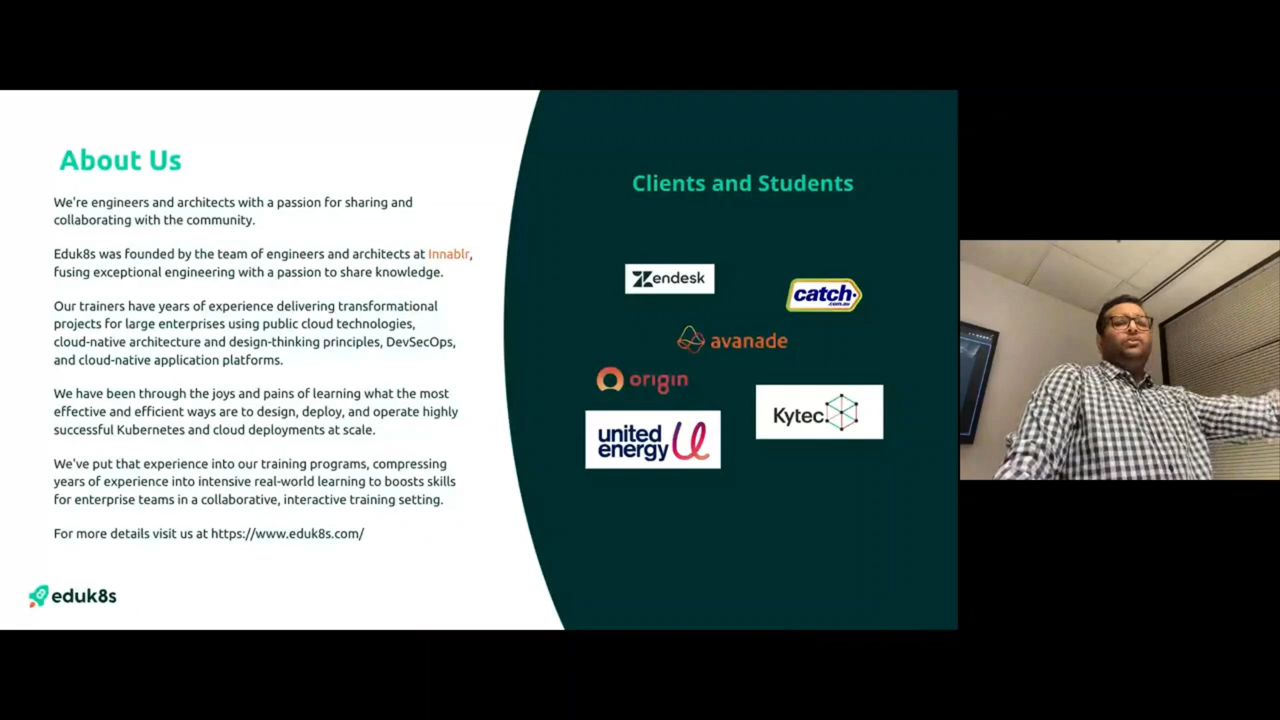 About Us
We're engineers and architects with a passion for sharing and
collaborating with the community.
Eduk8s was founded by the team of engineers and architects at Innablr,
fusing exceptional engineering with a passion to share knowledge.
Our trainers have years of experience delivering transformational
projects for large enterprises using public cloud technologies,
cloud-native architecture and design-thinking principles, DevSecOps,
and cloud-native application platforms.
We have been through the joys and pains of learning what the most
effective and efficient ways are to design, deploy, and operate highly
successful Kubernetes and cloud deployments at scale.
We've put that experience into our training programs, compressing
years of experience into intensive real-world learning to boosts skills
for enterprise teams in a collaborative, interactive training setting.
For more details visit us at https://www.eduk8s.com/
eduk8s
Clients and Students
Zendesk
catch
.com.au
avanade
origin
Kytec
united
energy